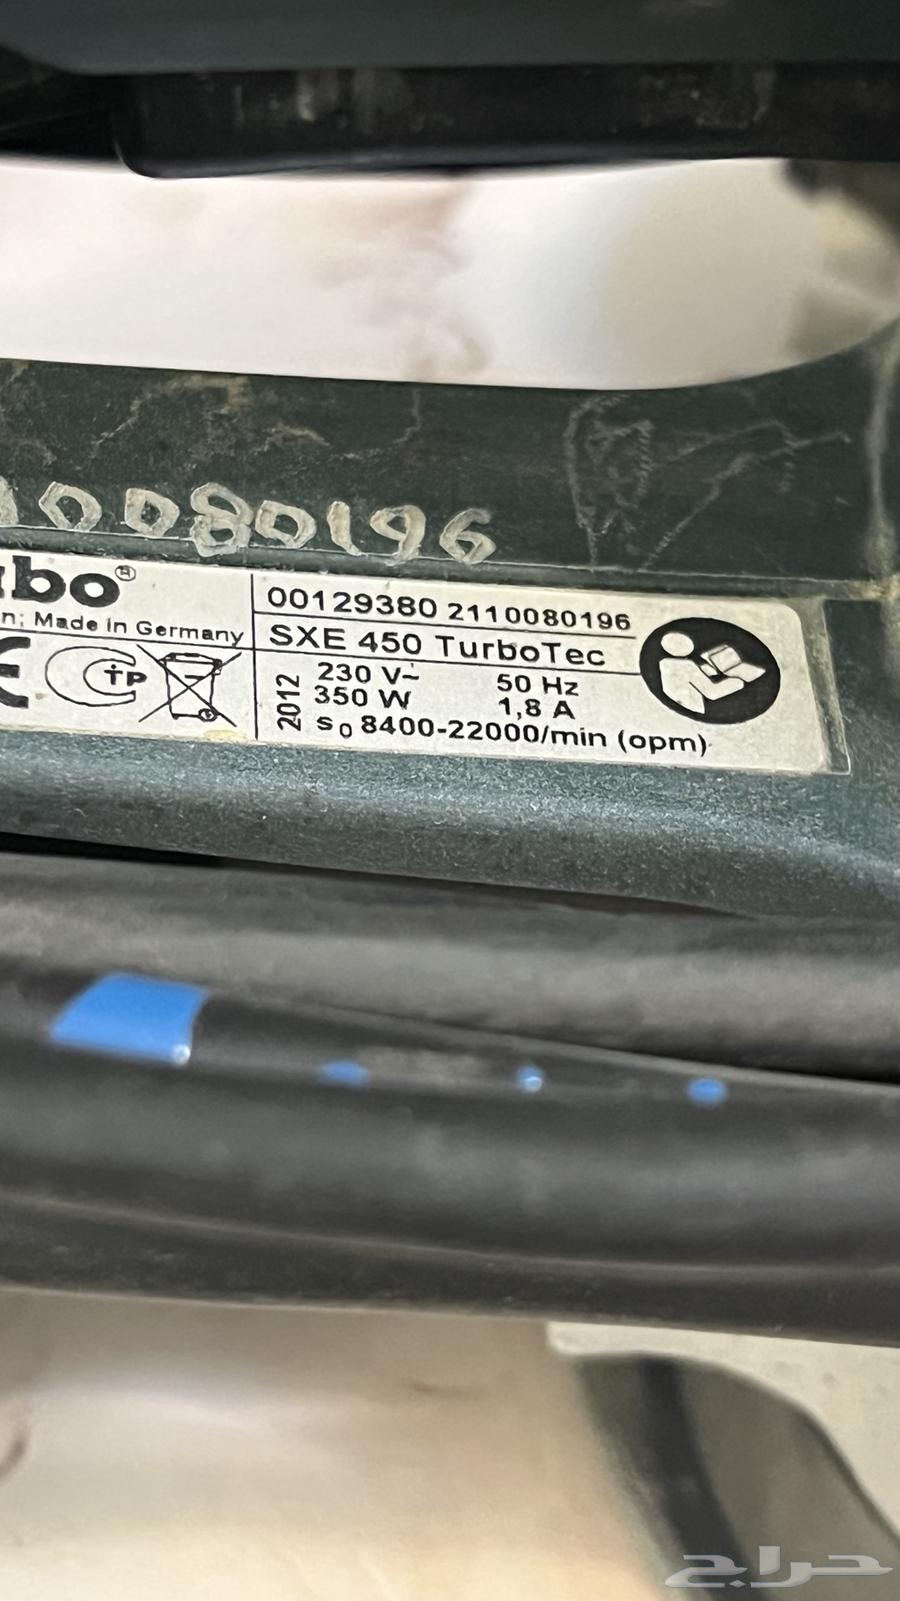 0080196
bo®
n; Made in Germany
CE
00129380 2110080196
SXE 450 TurboTec
2012
230 V~ 50 Hz
350 W 1,8 A
s0 8400-22000/min (opm)
حراج